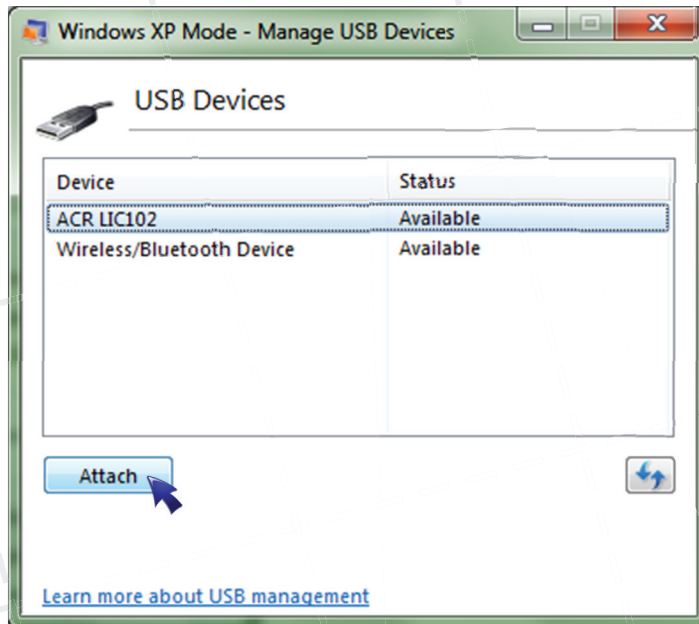 Windows XP Mode - Manage USB Devices
USB Devices
Device Status
ACR LIC102 Available
Wireless/Bluetooth Device Available
Attach
Learn more about USB management